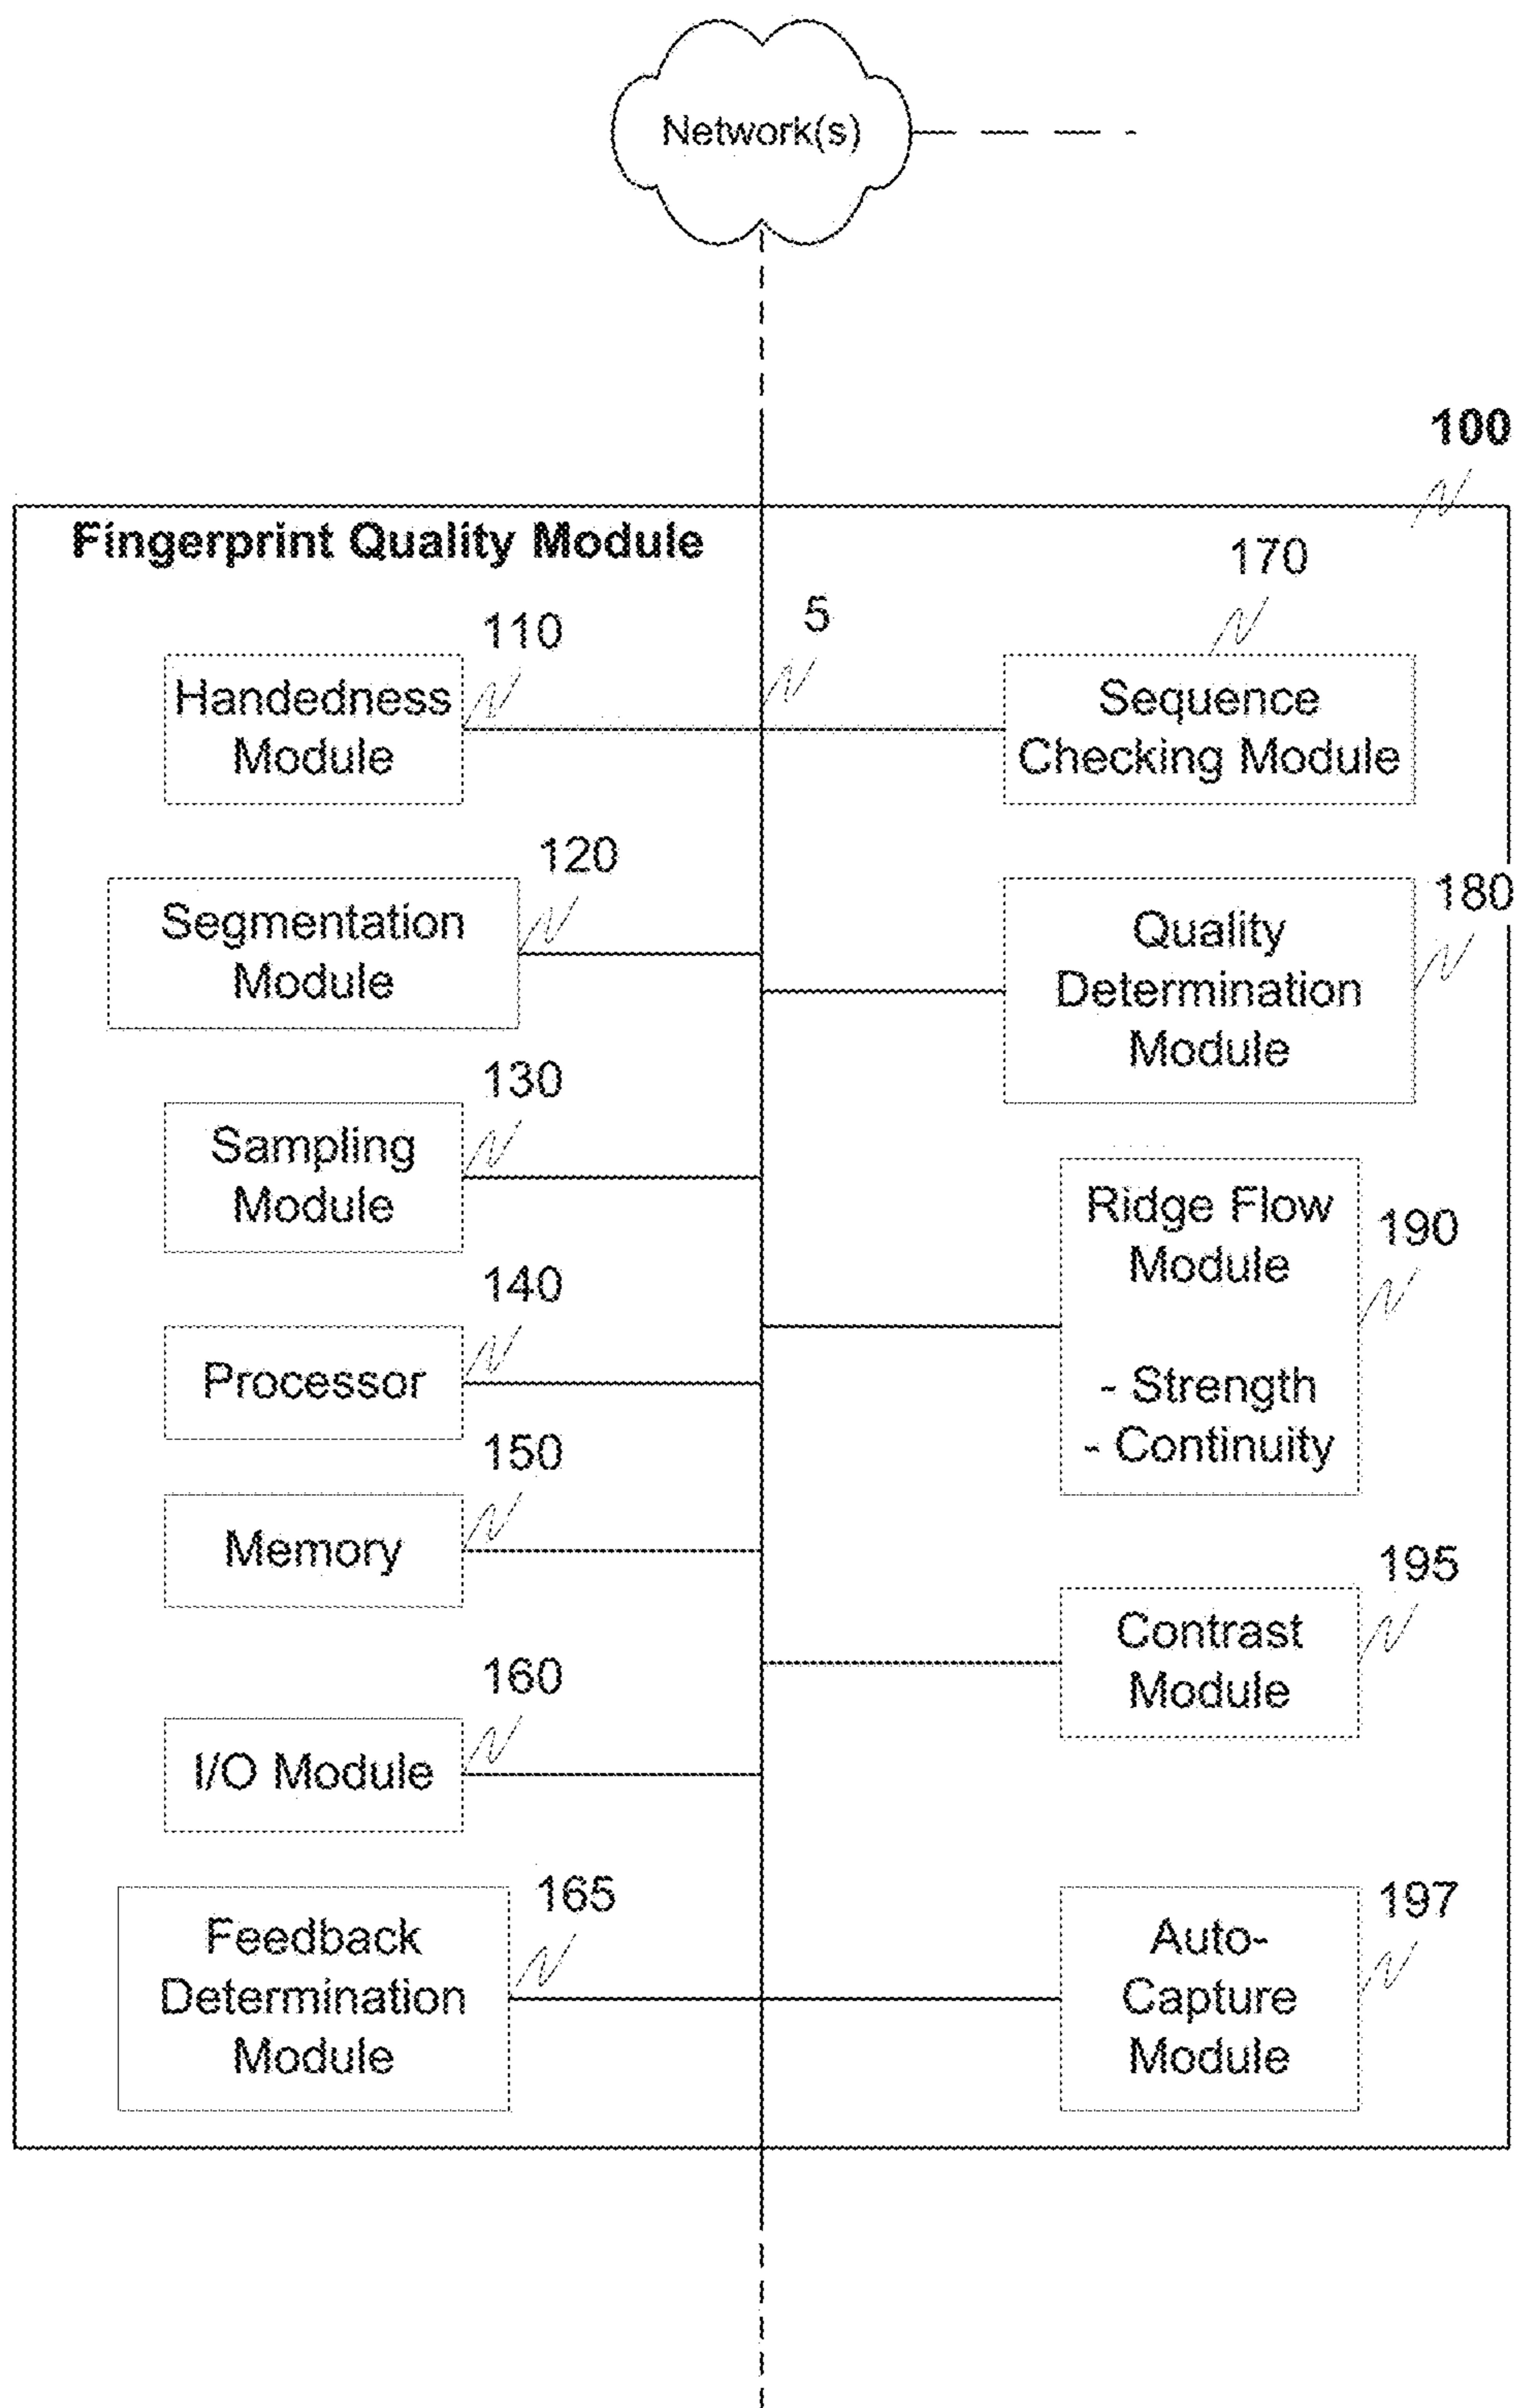 Network(s)
100
Fingerprint Quality Module
110
Handedness
Module
5
170
Sequence
Checking Module
120
Segmentation
Module
180
Quality
Determination
Module
130
Sampling
Module
190
Ridge Flow
Module
- Strength
- Continuity
140
Processor
150
Memory
195
Contrast
Module
160
I/O Module
165
Feedback
Determination
Module
197
Auto-
Capture
Module